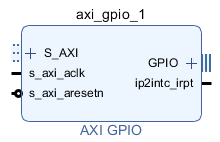 axi_gpio_1
S_AXI
s_axi_aclk
s_axi_aresetn
GPIO
ip2intc_irpt
AXI GPIO